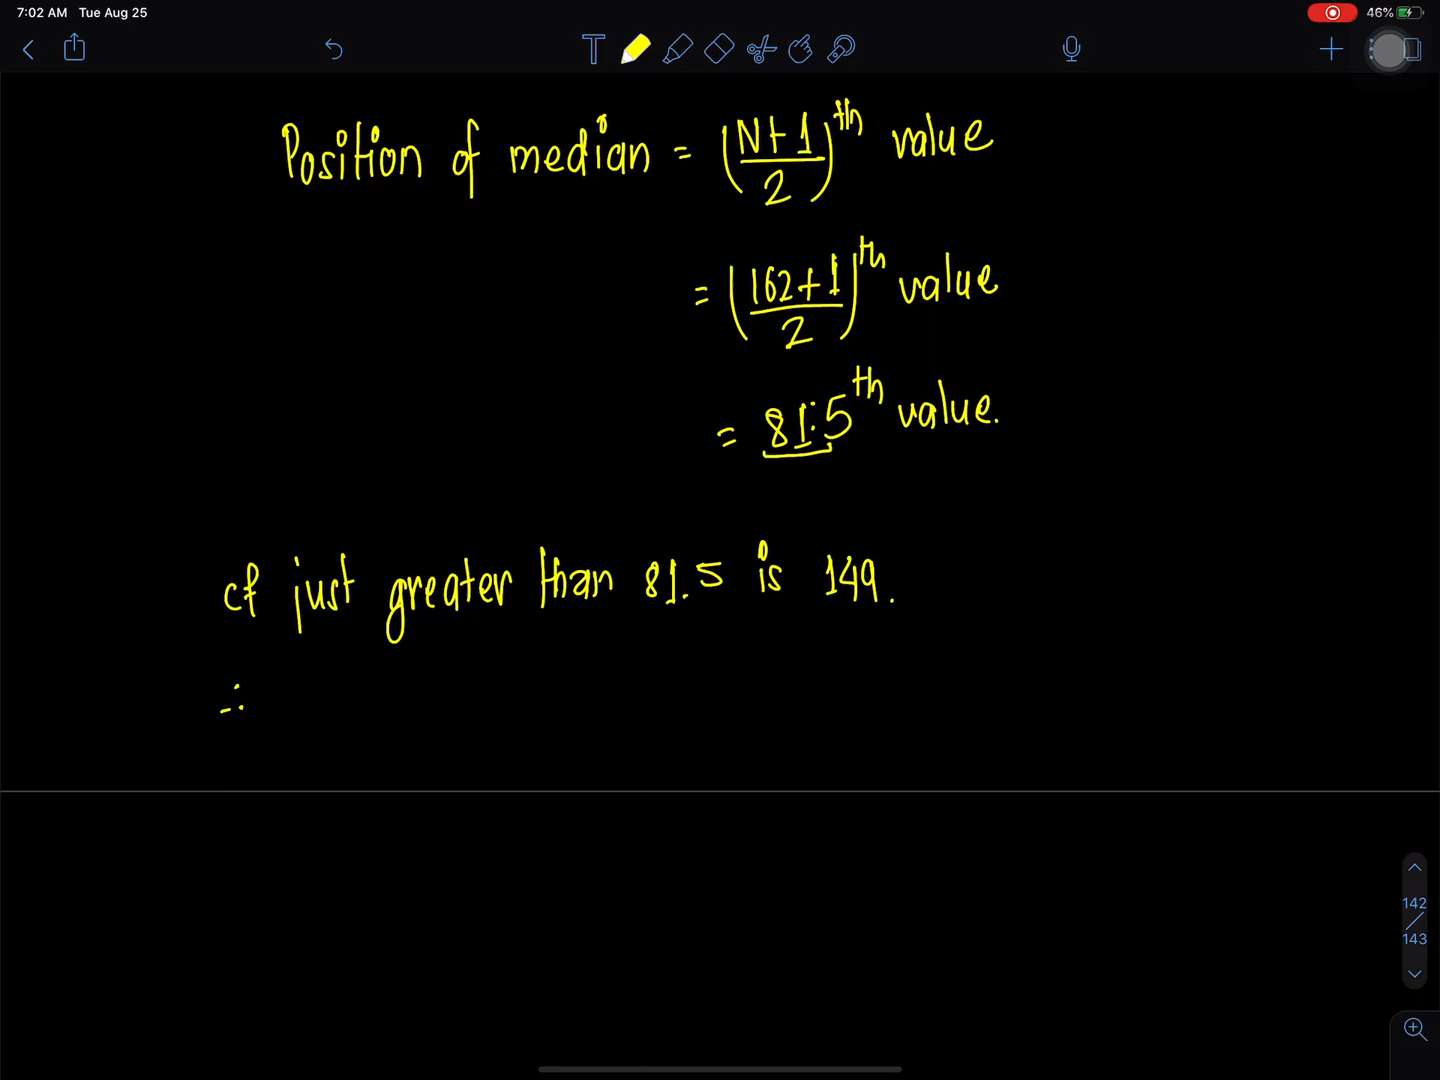 7:02 AM Tue Aug 25 46%
T
Position of median = (N+1/2)th value
= (162+1/2)th value
= 81.5th value.
cf just greater than 81.5 is 149.
∴
142
143